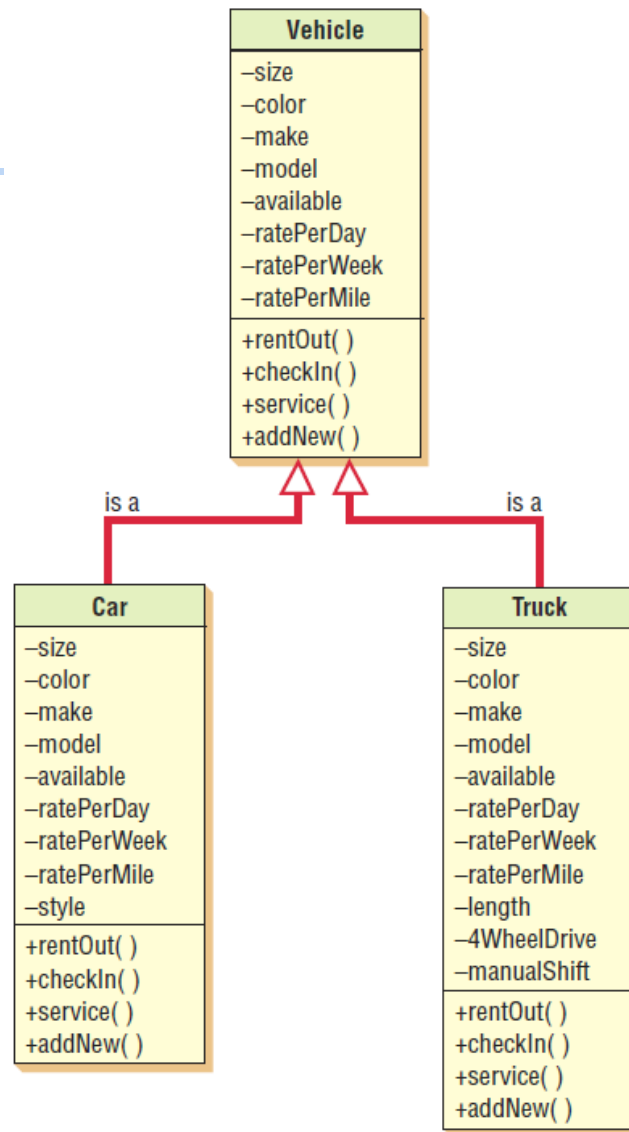 Vehicle
–size
–color
–make
–model
–available
–ratePerDay
–ratePerWeek
–ratePerMile
+rentOut( )
+checkIn( )
+service( )
+addNew( )
is a
is a
Car
–size
–color
–make
–model
–available
–ratePerDay
–ratePerWeek
–ratePerMile
–style
+rentOut( )
+checkIn( )
+service( )
+addNew( )
Truck
–size
–color
–make
–model
–available
–ratePerDay
–ratePerWeek
–ratePerMile
–length
–4WheelDrive
–manualShift
+rentOut( )
+checkIn( )
+service( )
+addNew( )